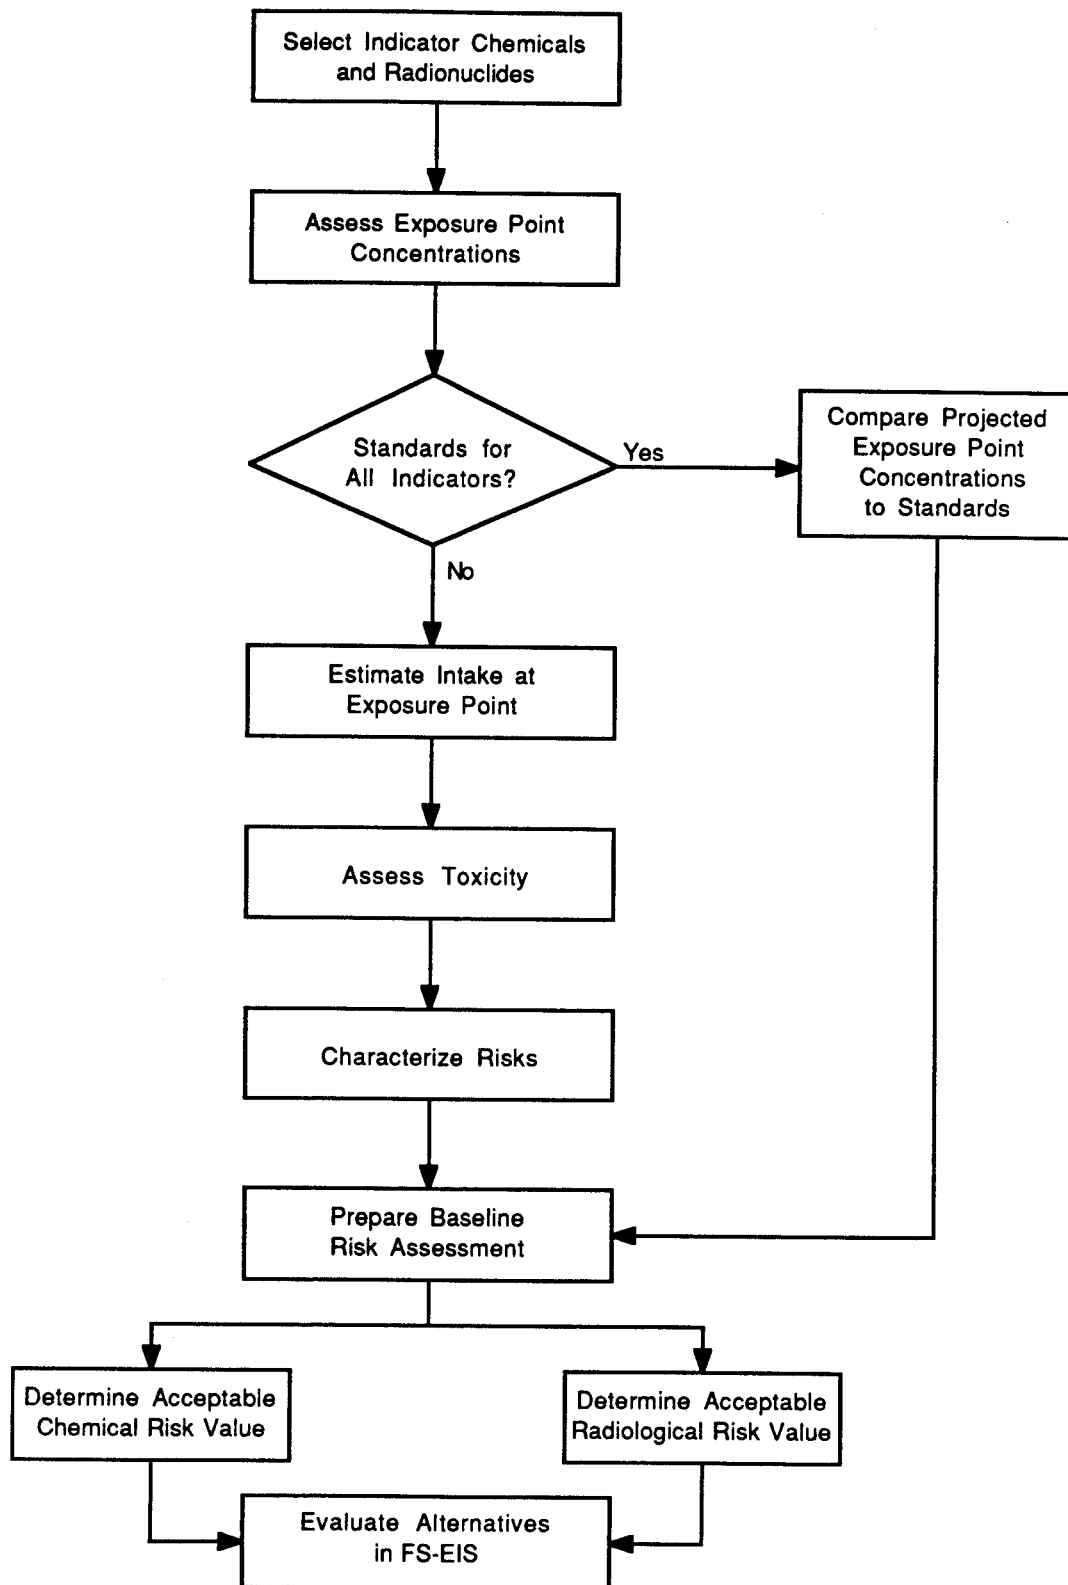 Select Indicator Chemicals
and Radionuclides
Assess Exposure Point
Concentrations
Standards for
All Indicators?
Yes
Compare Projected
Exposure Point
Concentrations
to Standards
No
Estimate Intake at
Exposure Point
Assess Toxicity
Characterize Risks
Prepare Baseline
Risk Assessment
Determine Acceptable
Chemical Risk Value
Determine Acceptable
Radiological Risk Value
Evaluate Alternatives
in FS-EIS